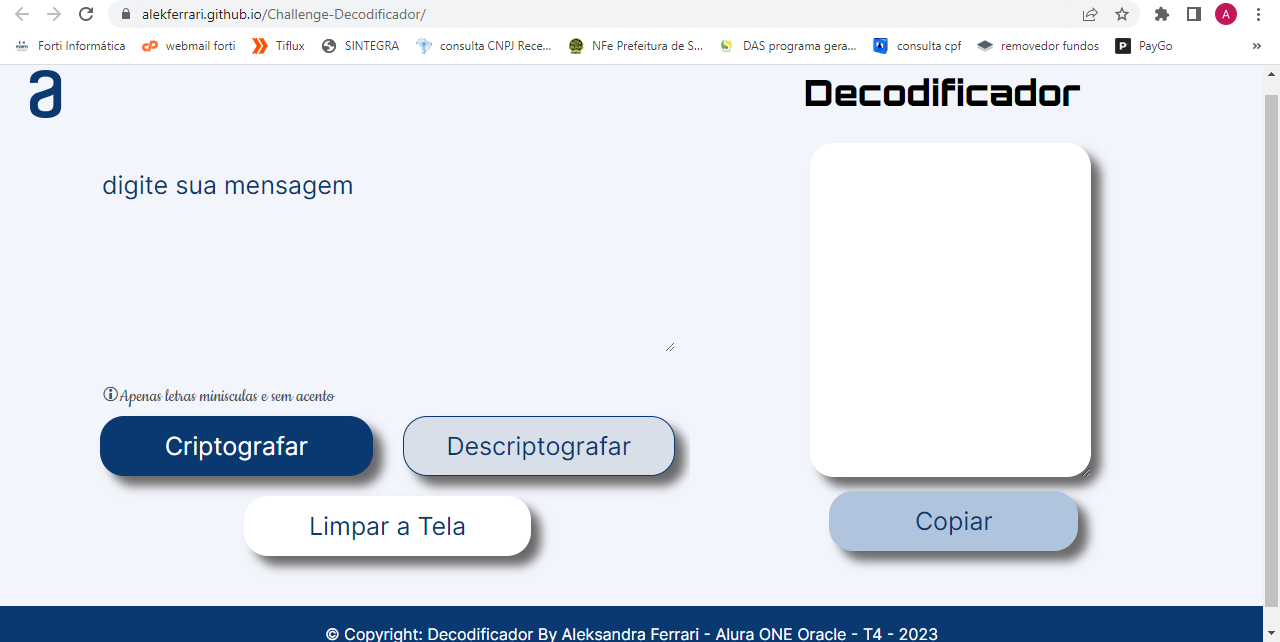 alekferrari.github.io/Challenge-Decodificador/
A
Forti Informática webmail forti Tiflux SINTEGRA consulta CNPJ Rece... NFe Prefeitura de S... DAS programa gera... consulta cpf removedor fundos PayGo »
a
Decodificador
digite sua mensagem
Apenas letras minisculas e sem acento
Criptografar Descriptografar
Limpar a Tela
Copiar
© Copyright: Decodificador By Aleksandra Ferrari - Alura ONE Oracle - T4 - 2023